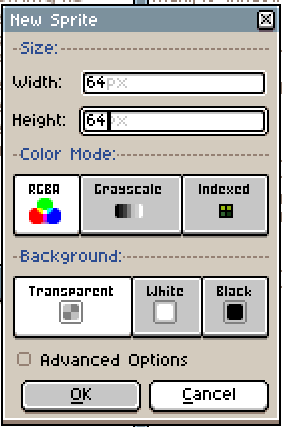 New Sprite
Size:
Width: 64px
Height: 64px
Color Mode:
RGBA Grayscale Indexed
Background:
Transparent White Black
Advanced Options
OK Cancel